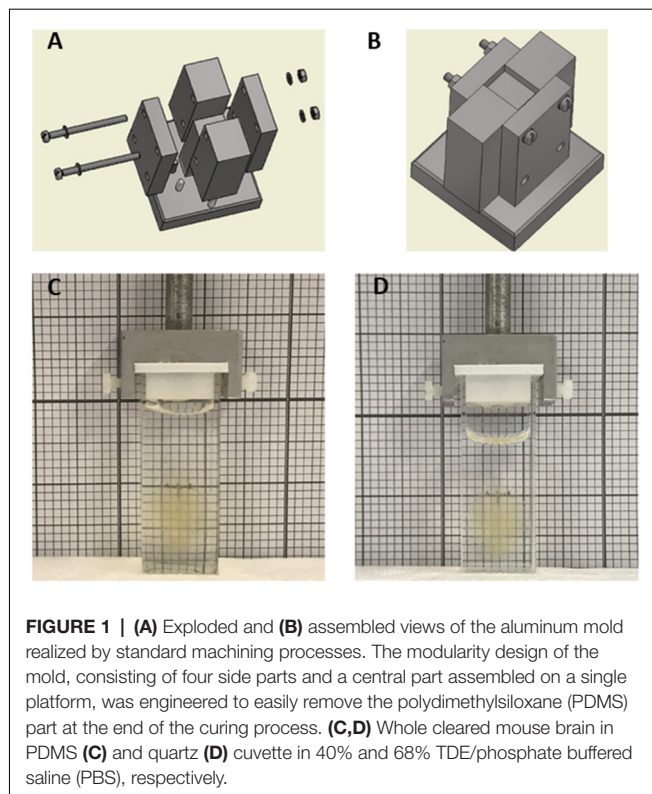 A
B
C
D
FIGURE 1 | (A) Exploded and (B) assembled views of the aluminum mold
realized by standard machining processes. The modularity design of the
mold, consisting of four side parts and a central part assembled on a single
platform, was engineered to easily remove the polydimethylsiloxane (PDMS)
part at the end of the curing process. (C,D) Whole cleared mouse brain in
PDMS (C) and quartz (D) cuvette in 40% and 68% TDE/phosphate buffered
saline (PBS), respectively.